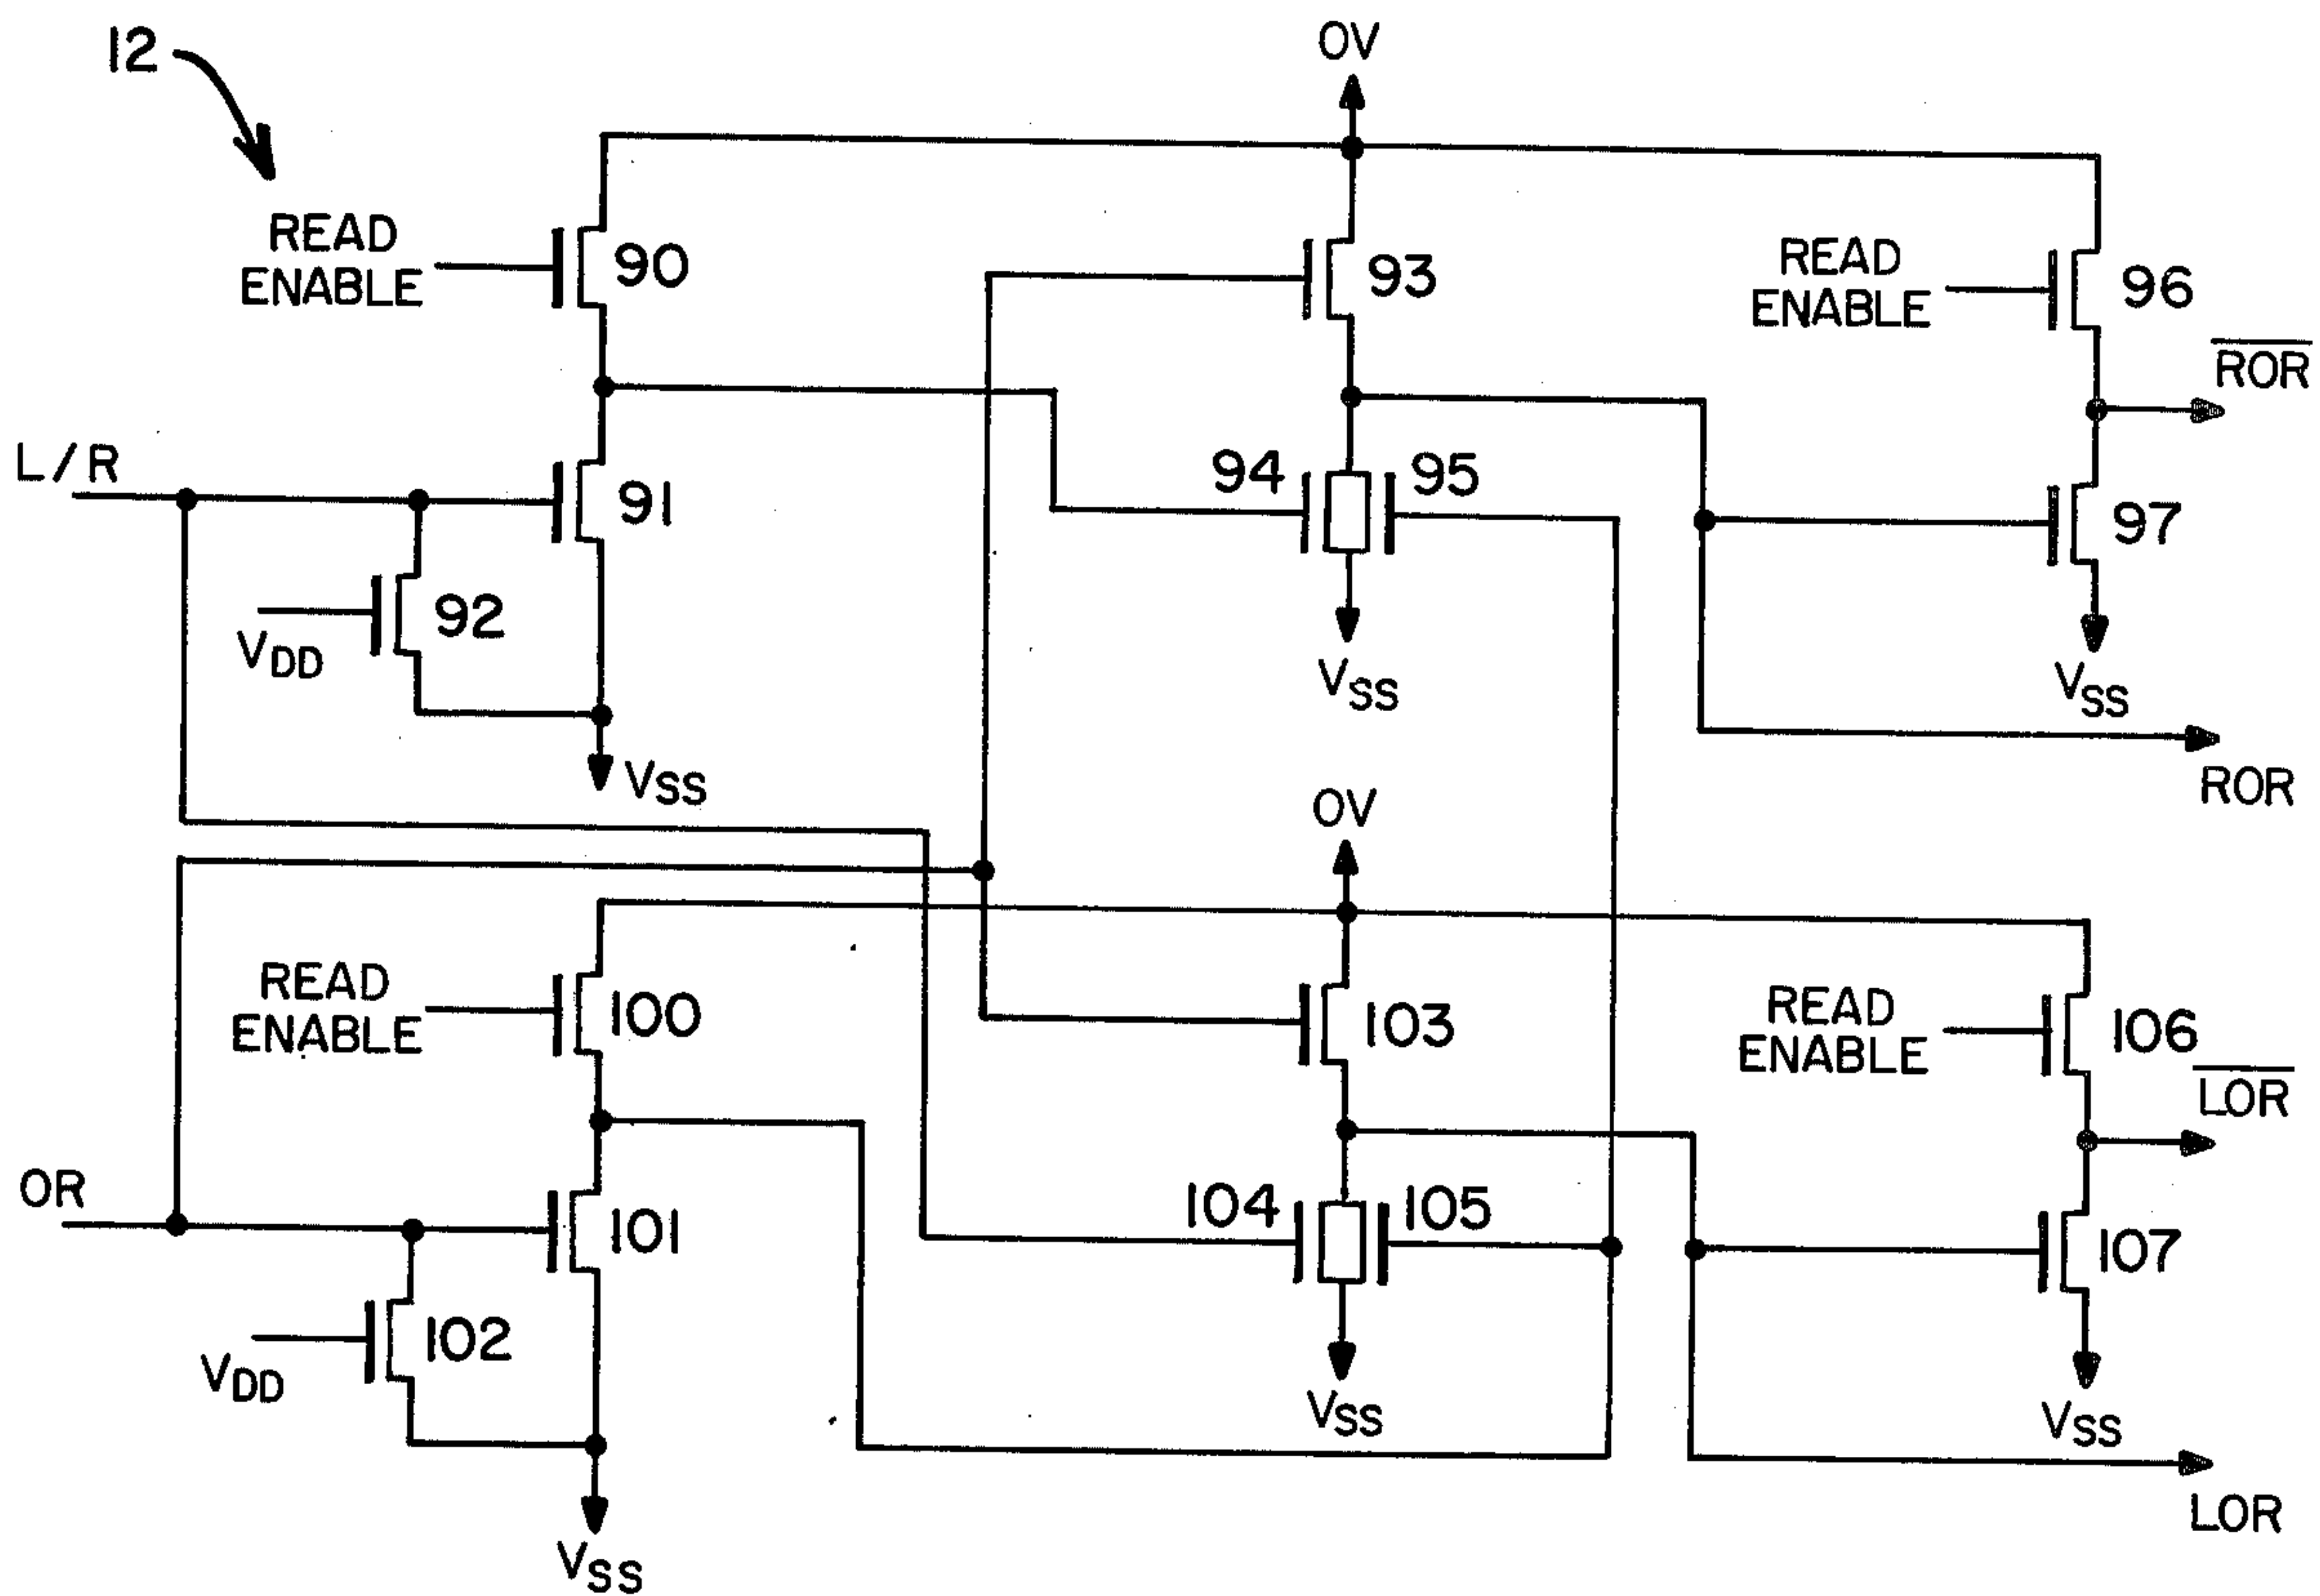 12
0V
READ
ENABLE
90
93
READ
ENABLE
96
ROR
L/R
91
94
95
97
92
VDD
VSS
VSS
VSS
ROR
0V
READ
ENABLE
100
103
READ
ENABLE
106
LOR
OR
101
104
105
107
102
VDD
VSS
VSS
LOR
VSS